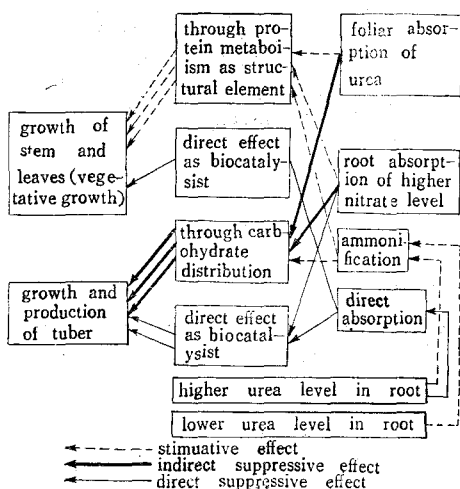 through pro-
tein metaboi-
ism as struc-
tural element
foliar absor-
ption of
urea
growth of
stem and
leaves (vege-
tative growth)
direct effect
as biocataly-
sist
root absorpt-
ion of higher
nitrate level
through carb
ohydrate
distribution
ammoni-
fication
growth and
production
of tuber
direct effect
as biocatal-
ysist
direct
absorption
higher urea level in root
lower urea level in root
stimuative effect
indirect suppressive effect
direct suppressive effect